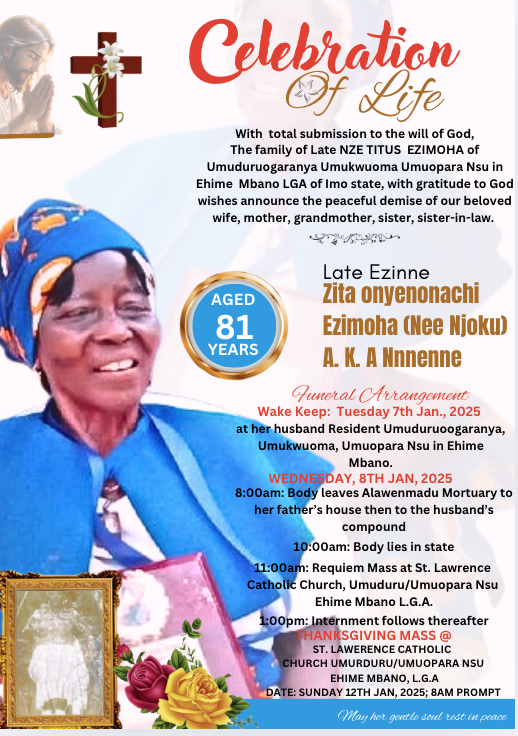 Celebration
Of Life
With total submission to the will of God,
The family of Late NZE TITUS EZIMOHA of
Umuduruogaranya Umukwuoma Umuopara Nsu in
Ehime Mbano LGA of Imo state, with gratitude to God
wishes announce the peaceful demise of our beloved
wife, mother, grandmother, sister, sister-in-law.
AGED
81
YEARS
Late Ezinne
Zita onyenonachi
Ezimoha (Nee Njoku)
A. K. A Nnnenne
Funeral Arrangement
Wake Keep: Tuesday 7th Jan., 2025
at her husband Resident Umuduruoogaranya,
Umukwuoma, Umuopara Nsu in Ehime
Mbano.
WEDNESDAY, 8TH JAN, 2025
8:00am: Body leaves Alawenmadu Mortuary to
her father's house then to the husband's
compound
10:00am: Body lies in state
11:00am: Requiem Mass at St. Lawrence
Catholic Church, Umuduru/Umuopara Nsu
Ehime Mbano L.G.A.
1:00pm: Internment follows thereafter
THANKSGIVING MASS @
ST. LAWERENCE CATHOLIC
CHURCH UMURDURU/UMUOPARA NSU
EHIME MBANO, L.G.A
DATE: SUNDAY 12TH JAN, 2025; 8AM PROMPT
May her gentle soul rest in peace